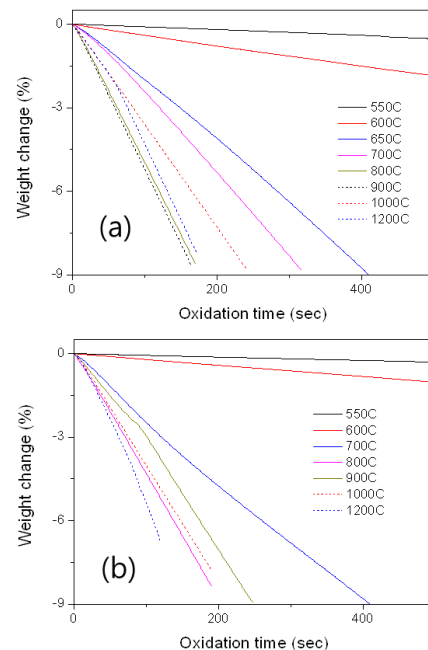 0
-3
-6
-9
0
200
400
Weight change (%)
Oxidation time (sec)
(a)
550C
600C
650C
700C
800C
900C
1000C
1200C
0
-3
-6
-9
0
200
400
Weight change (%)
Oxidation time (sec)
(b)
550C
600C
700C
800C
900C
1000C
1200C